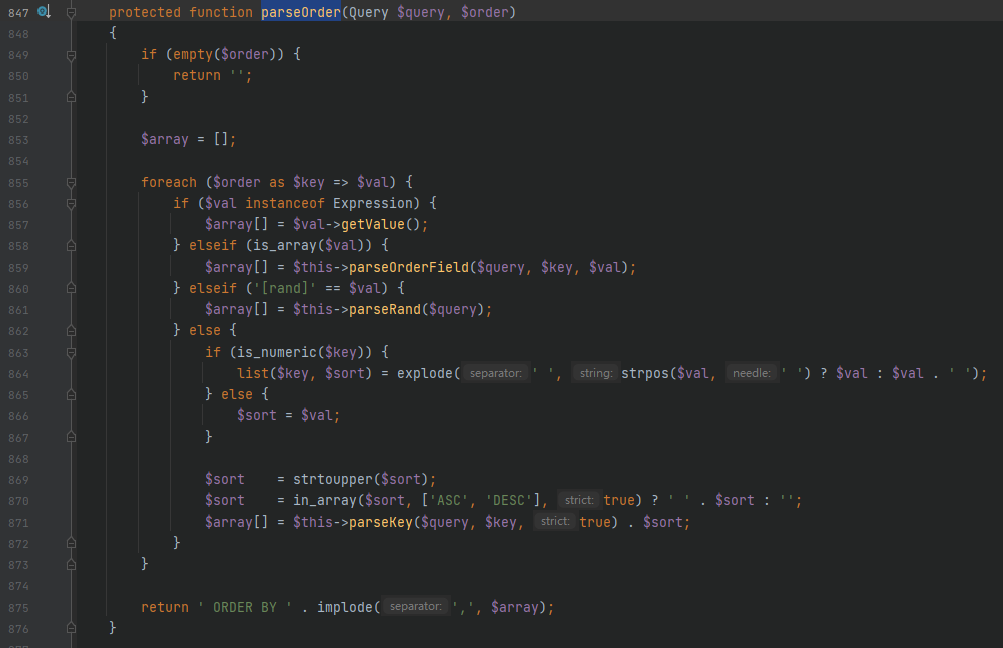 847 protected function parseOrder(Query $query, $order)
848 {
849 if (empty($order)) {
850 return '';
851 }
852
853 $array = [];
854
855 foreach ($order as $key => $val) {
856 if ($val instanceof Expression) {
857 $array[] = $val->getValue();
858 } elseif (is_array($val)) {
859 $array[] = $this->parseOrderField($query, $key, $val);
860 } elseif ('[rand]' == $val) {
861 $array[] = $this->parseRand($query);
862 } else {
863 if (is_numeric($key)) {
864 list($key, $sort) = explode( separator: ' ', string: strpos($val, needle: ' ') ? $val : $val . ' ');
865 } else {
866 $sort = $val;
867 }
868
869 $sort    = strtoupper($sort);
870 $sort    = in_array($sort, ['ASC', 'DESC'], strict: true) ? ' ' . $sort : '';
871 $array[] = $this->parseKey($query, $key, strict: true) . $sort;
872 }
873 }
874
875 return ' ORDER BY ' . implode( separator: ',', $array);
876 }